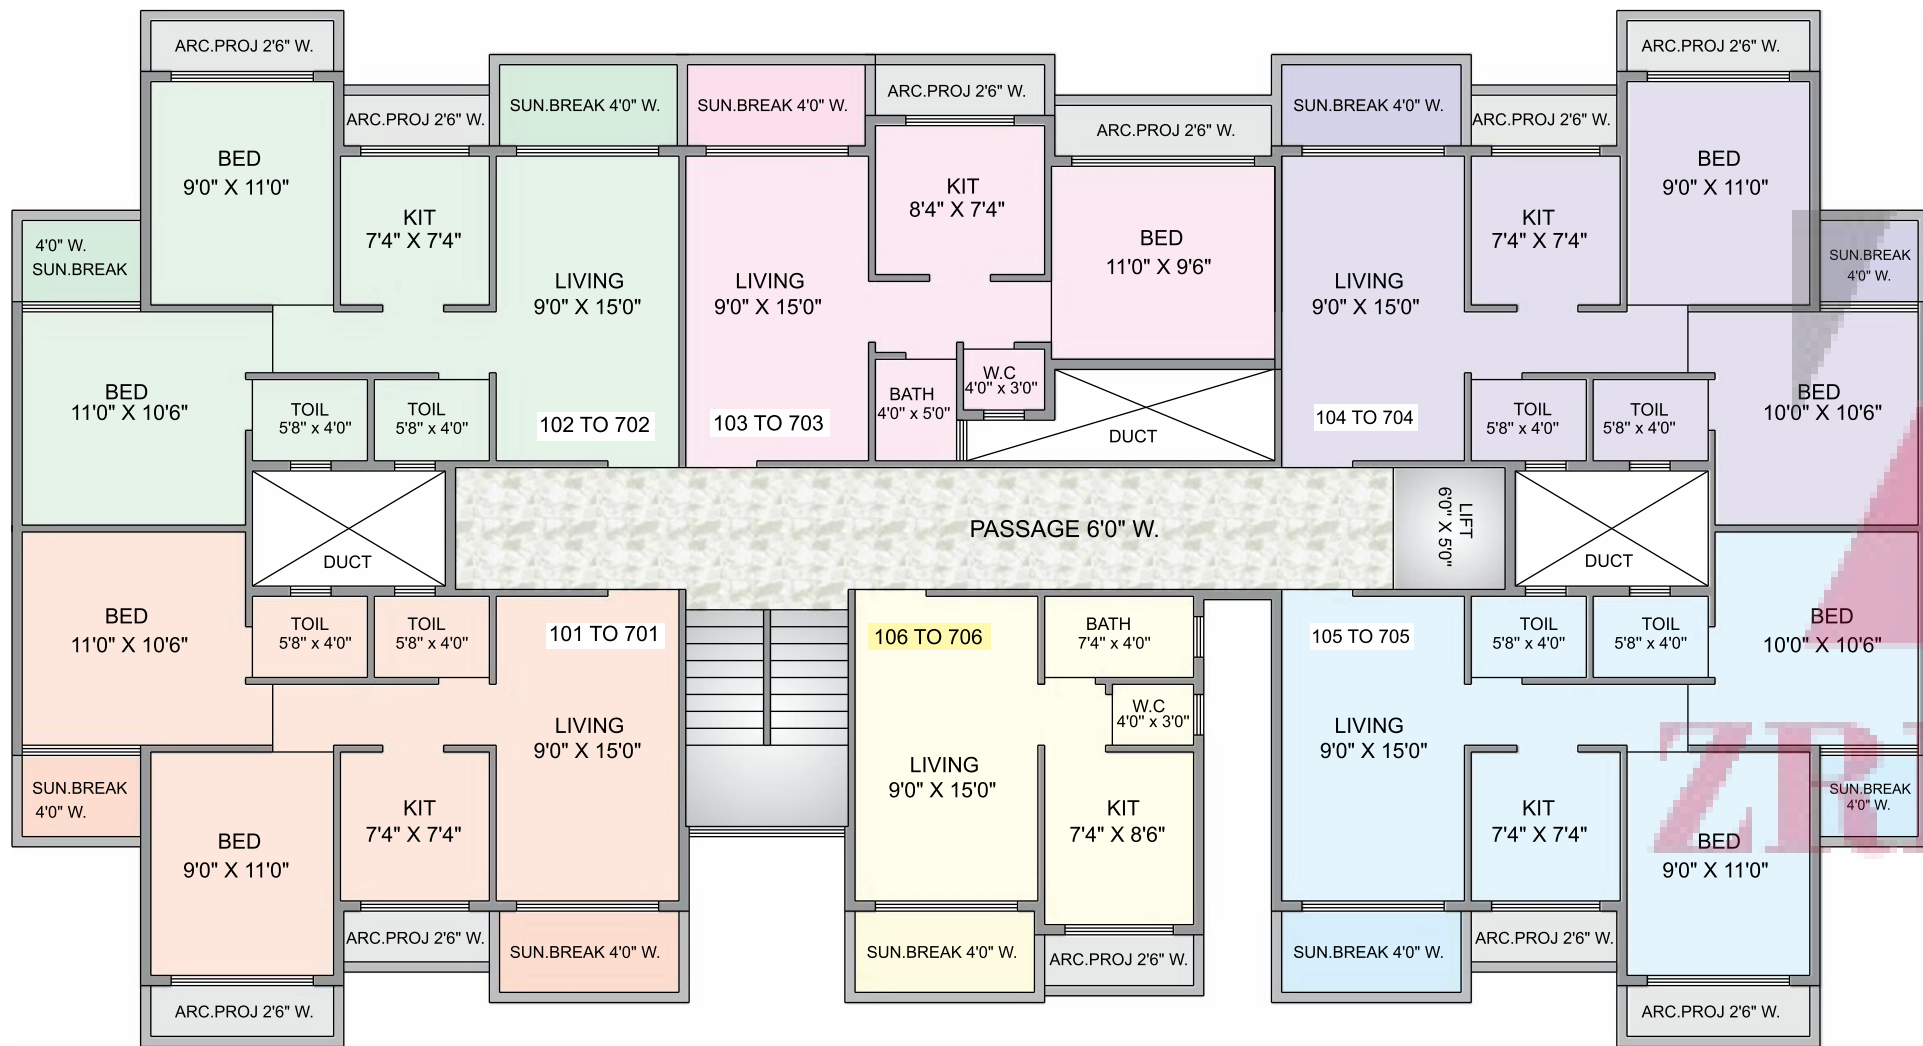 ARC.PROJ 2'6" W.
ARC.PROJ 2'6" W.
SUN.BREAK 4'0" W.
SUN.BREAK 4'0" W.
ARC.PROJ 2'6" W.
ARC.PROJ 2'6" W.
SUN.BREAK 4'0" W.
ARC.PROJ 2'6" W.
ARC.PROJ 2'6" W.
BED
9'0" X 11'0"
KIT
7'4" X 7'4"
4'0" W.
SUN.BREAK
LIVING
9'0" X 15'0"
BED
11'0" X 10'6"
TOIL
5'8" x 4'0"
TOIL
5'8" x 4'0"
102 TO 702
LIVING
9'0" X 15'0"
KIT
8'4" X 7'4"
BED
11'0" X 9'6"
BATH
4'0" x 5'0"
W.C
4'0" x 3'0"
103 TO 703
DUCT
LIVING
9'0" X 15'0"
KIT
7'4" X 7'4"
BED
9'0" X 11'0"
SUN.BREAK
4'0" W.
BED
10'0" X 10'6"
TOIL
5'8" x 4'0"
TOIL
5'8" x 4'0"
104 TO 704
DUCT
PASSAGE 6'0" W.
LIFT
6'0" X 5'0"
DUCT
BED
11'0" X 10'6"
TOIL
5'8" x 4'0"
TOIL
5'8" x 4'0"
101 TO 701
LIVING
9'0" X 15'0"
SUN.BREAK
4'0" W.
BED
9'0" X 11'0"
KIT
7'4" X 7'4"
ARC.PROJ 2'6" W.
SUN.BREAK 4'0" W.
ARC.PROJ 2'6" W.
106 TO 706
BATH
7'4" x 4'0"
W.C
4'0" x 3'0"
LIVING
9'0" X 15'0"
KIT
7'4" X 8'6"
SUN.BREAK 4'0" W.
ARC.PROJ 2'6" W.
105 TO 705
TOIL
5'8" x 4'0"
TOIL
5'8" x 4'0"
BED
10'0" X 10'6"
LIVING
9'0" X 15'0"
KIT
7'4" X 7'4"
BED
9'0" X 11'0"
SUN.BREAK
4'0" W.
SUN.BREAK 4'0" W.
ARC.PROJ 2'6" W.
ARC.PROJ 2'6" W.